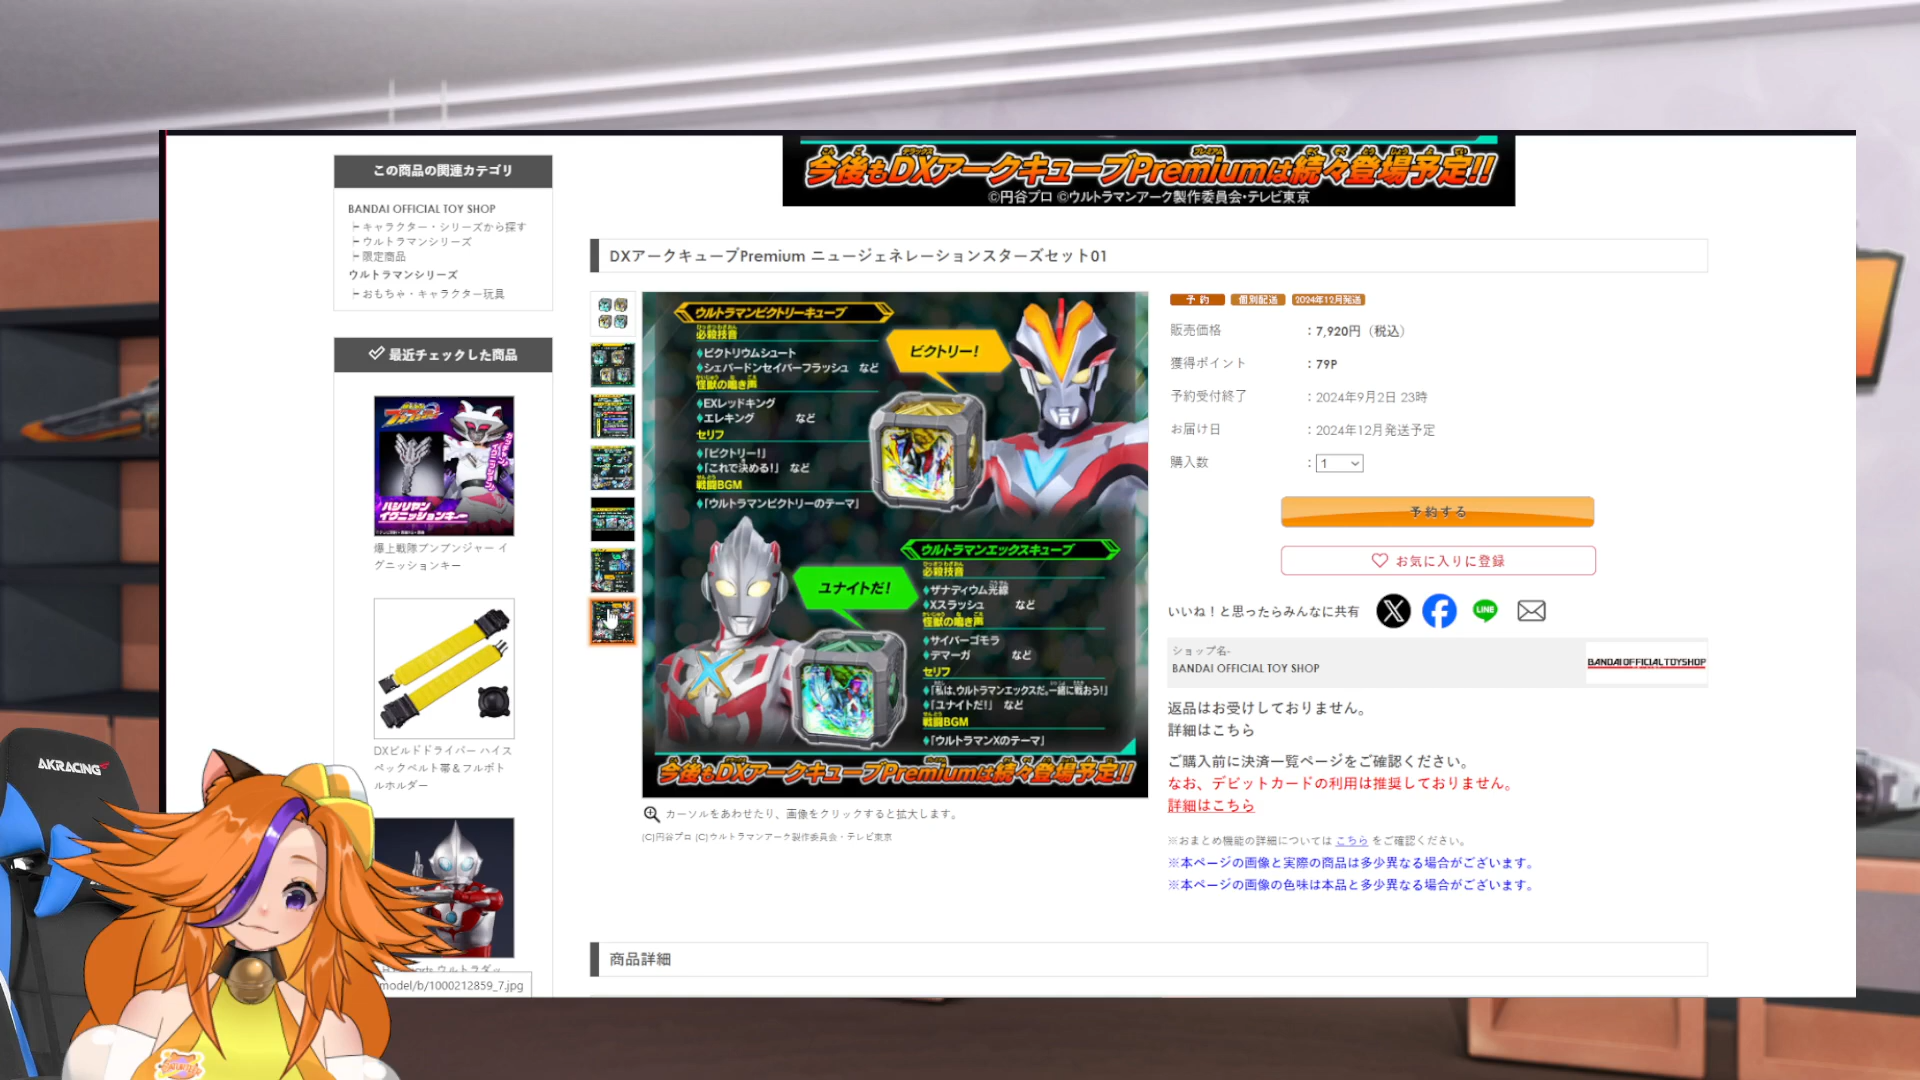 この商品の関連カテゴリ
BANDAI OFFICIAL TOY SHOP
├キャラクター・シリーズから探す
├ウルトラマンシリーズ
├限定商品
ウルトラマンシリーズ
├おもちゃ・キャラクター玩具
最近チェックした商品
ハシリヤン
イグニッションキー
爆上戦隊ブンブンジャー イ
グニッションキー
DXビルドドライバー ハイス
ペックベルト帯＆フルボト
ルホルダー
model/b/1000212859_7.jpg
今後もDXアークキューブPremiumは続々登場予定!!
©円谷プロ ©ウルトラマンアーク製作委員会・テレビ東京
DXアークキューブPremium ニュージェネレーションスターズセット01
ウルトラマンビクトリーキューブ
必殺技音
♦ビクトリウムシュート
♦シェパードンセイバーフラッシュ など
怪獣の鳴き声
♦EXレッドキング
♦エレキング など
セリフ
♦「ビクトリー!」
♦「これで決める!」 など
戦闘BGM
♦「ウルトラマンビクトリーのテーマ」
ビクトリー!
ユナイトだ!
ウルトラマンエックスキューブ
必殺技音
♦ザナディウム光線
♦Xスラッシュ など
怪獣の鳴き声
♦サイバーゴモラ
♦デマーガ など
セリフ
♦「私は、ウルトラマンエックスだ。一緒に戦おう!」
♦「ユナイトだ!」 など
戦闘BGM
♦「ウルトラマンXのテーマ」
今後もDXアークキューブPremiumは続々登場予定!!
カーソルをあわせたり、画像をクリックすると拡大します。
(C)円谷プロ (C)ウルトラマンアーク製作委員会・テレビ東京
予 約 個別配送 2024年12月発送
販売価格 ：7,920円（税込）
獲得ポイント ：79P
予約受付終了 ：2024年9月2日 23時
お届け日 ：2024年12月発送予定
購入数 ：1
予約する
お気に入りに登録
いいね！と思ったらみんなに共有
LINE
ショップ名-
BANDAI OFFICIAL TOY SHOP
BANDAI OFFICIAL TOY SHOP
返品はお受けしておりません。
詳細はこちら
ご購入前に決済一覧ページをご確認ください。
なお、デビットカードの利用は推奨しておりません。
詳細はこちら
※おまとめ機能の詳細については こちら をご確認ください。
※本ページの画像と実際の商品は多少異なる場合がございます。
※本ページの画像の色味は本品と多少異なる場合がございます。
商品詳細
AKRACING